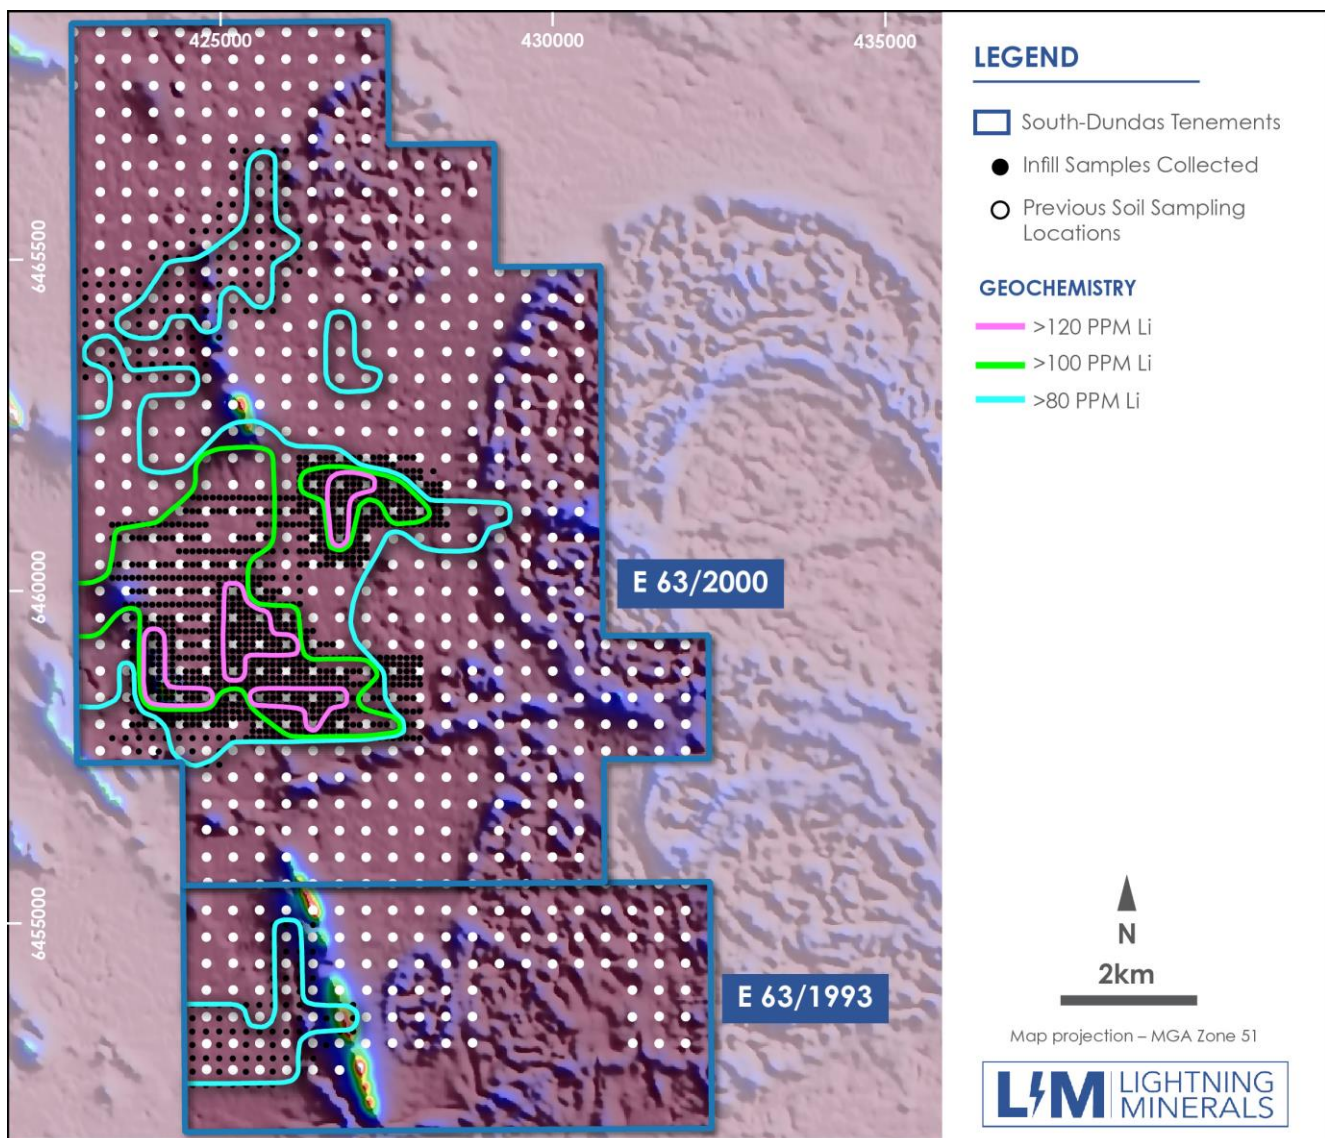 425000
430000
435000
6465500
6460000
6455000
E 63/2000
E 63/1993
LEGEND
South-Dundas Tenements
Infill Samples Collected
Previous Soil Sampling
Locations
GEOCHEMISTRY
>120 PPM Li
>100 PPM Li
>80 PPM Li
N
2km
Map projection – MGA Zone 51
LM LIGHTNING
MINERALS